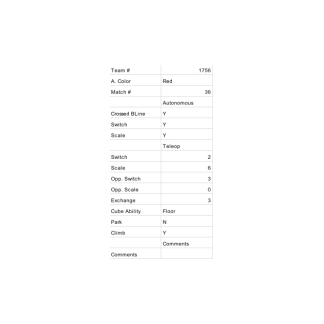 Team # 1756
A. Color Red
Match # 36
Autonomous
Crossed BLine Y
Switch Y
Scale Y
Teleop
Switch 2
Scale 6
Opp. Switch 3
Opp. Scale 0
Exchange 3
Cube Ability Floor
Park N
Climb Y
Comments
Comments